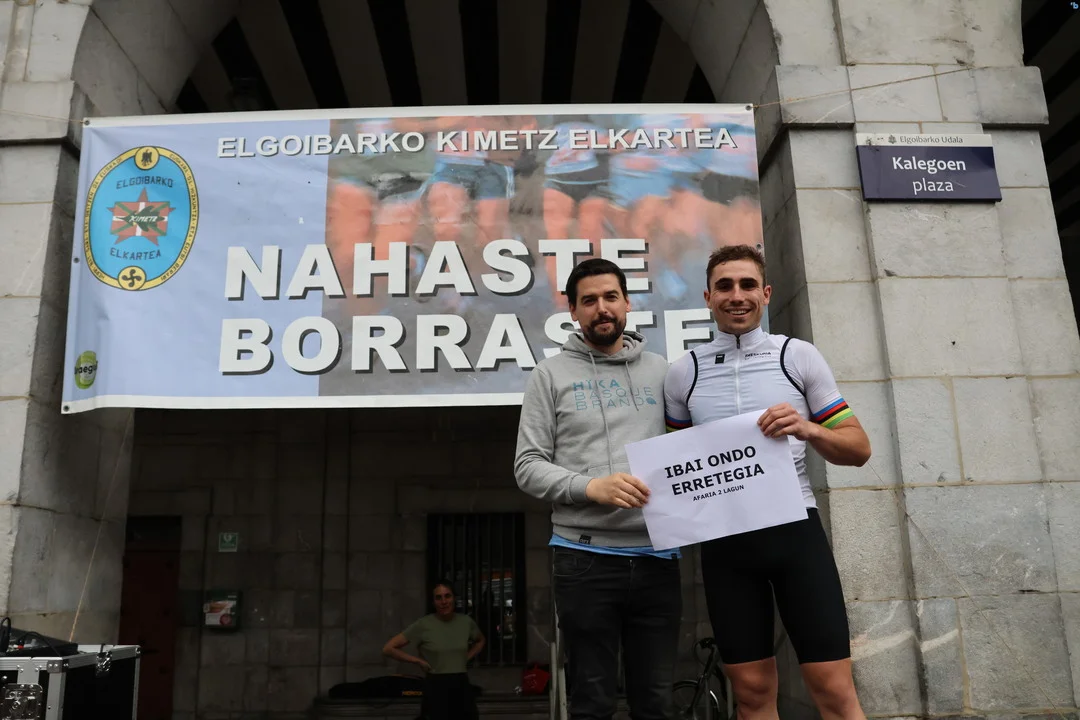 ELGOIBARKO KIMETZ ELKARTEA
ELGOIBARKO
KIMETZ
ELKARTEA
NAHASTE
BORRASTE
Elgoibarko Udala
Kalegoen
plaza
HIKA
BASQUE
BRAND
IBAI ONDO
ERRETEGIA
AFARIA 2 LAGUN